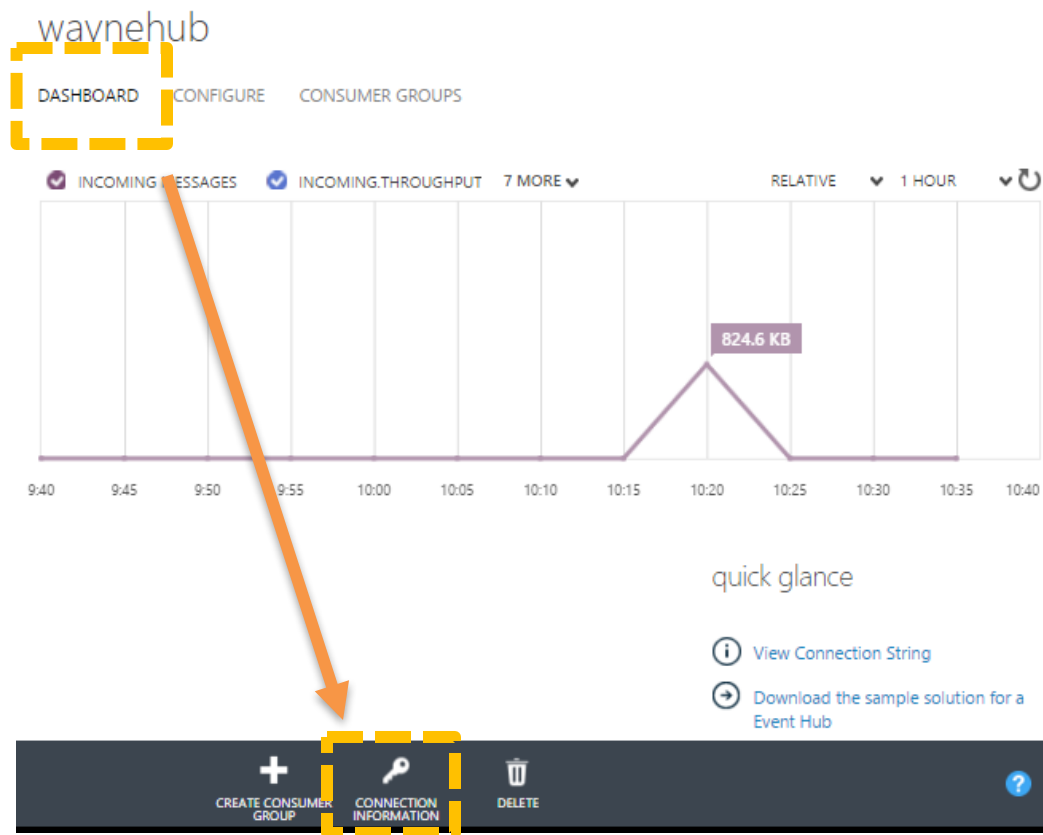 waynehub
DASHBOARD CONFIGURE CONSUMER GROUPS
INCOMING MESSAGES INCOMING.THROUGHPUT 7 MORE RELATIVE 1 HOUR
824.6 KB
9:40 9:45 9:50 9:55 10:00 10:05 10:10 10:15 10:20 10:25 10:30 10:35 10:40
quick glance
i View Connection String
Download the sample solution for a
Event Hub
CREATE CONSUMER
GROUP
CONNECTION
INFORMATION
DELETE
?